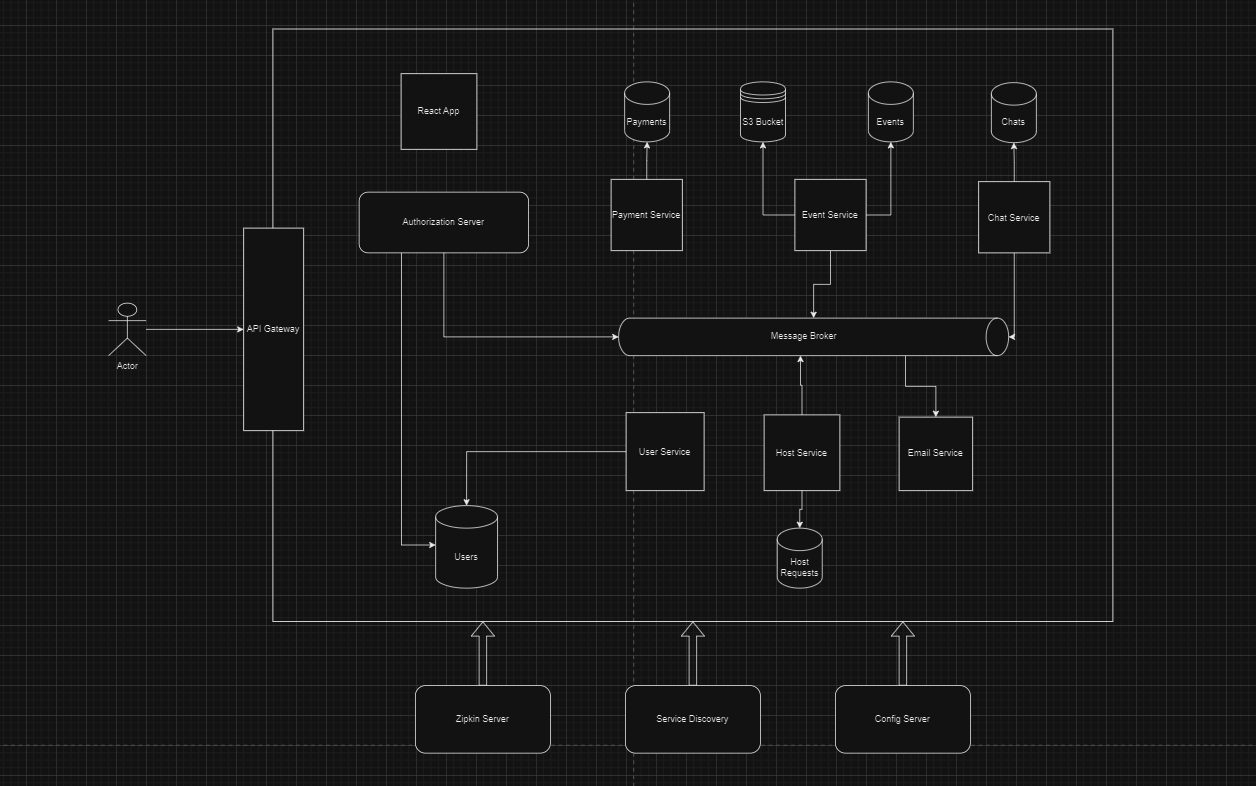 React App
Payments
S3 Bucket
Events
Chats
Authorization Server
Payment Service
Event Service
Chat Service
API Gateway
Actor
Message Broker
User Service
Host Service
Email Service
Users
Host
Requests
Zipkin Server
Service Discovery
Config Server